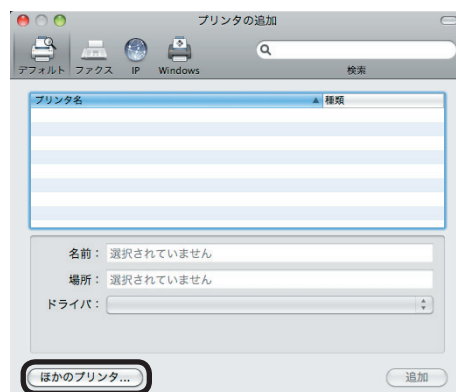 プリンタの追加
デフォルト ファクス IP Windows 検索
プリンタ名 種類
名前： 選択されていません
場所： 選択されていません
ドライバ：
ほかのプリンタ... 追加